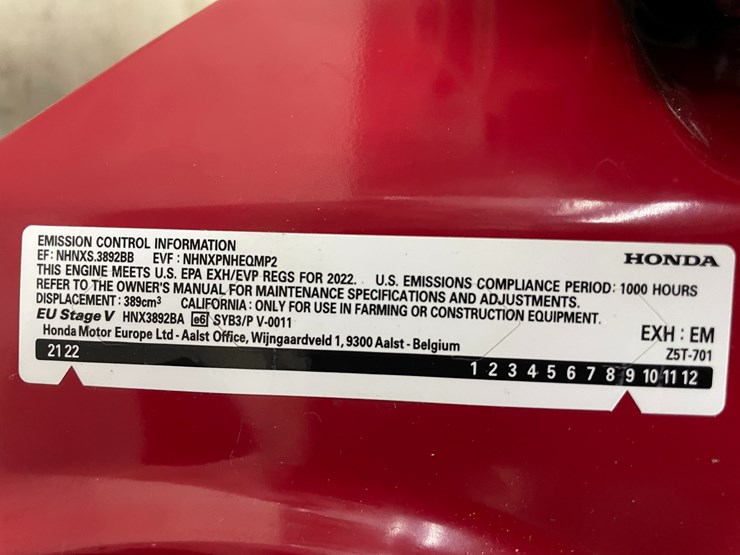 EMISSION CONTROL INFORMATION
HONDA
EF: NHNXS.3892BB EVF : NHNXPNHEQMP2
THIS ENGINE MEETS U.S. EPA EXH/EVP REGS FOR 2022. U.S. EMISSIONS COMPLIANCE PERIOD: 1000 HOURS
REFER TO THE OWNER'S MANUAL FOR MAINTENANCE SPECIFICATIONS AND ADJUSTMENTS.
DISPLACEMENT : 389cm³ CALIFORNIA : ONLY FOR USE IN FARMING OR CONSTRUCTION EQUIPMENT.
EU Stage V HNX3892BA e6 SYB3/P V-0011
EXH : EM
Honda Motor Europe Ltd - Aalst Office, Wijngaardveld 1, 9300 Aalst - Belgium
Z5T-701
21 22 1 2 3 4 5 6 7 8 9 10 11 12